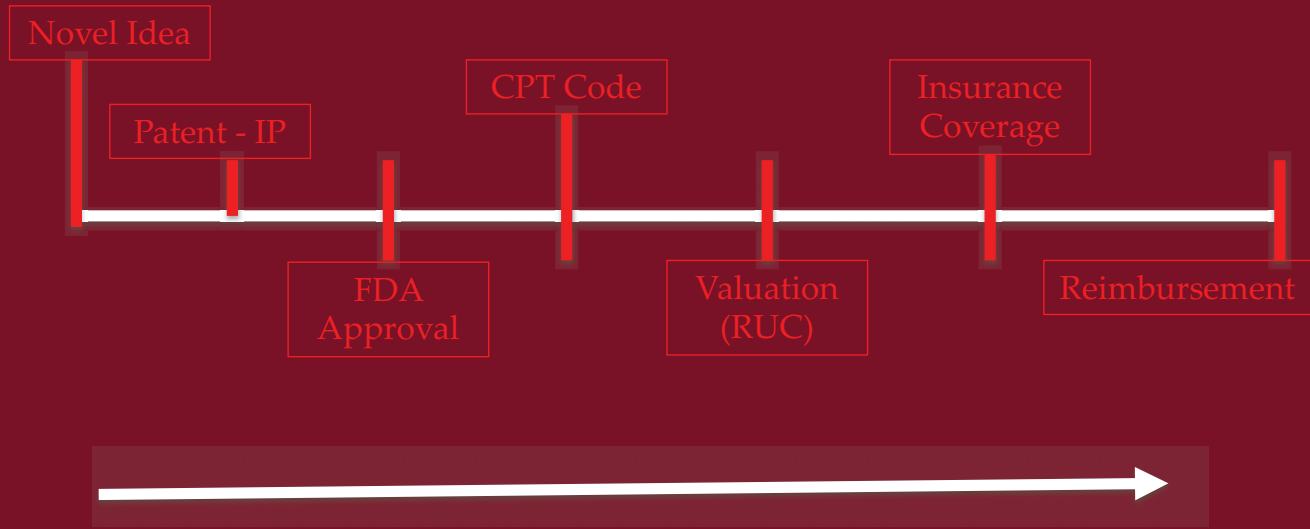 Novel Idea
Patent - IP
FDA
Approval
CPT Code
Valuation
(RUC)
Insurance
Coverage
Reimbursement